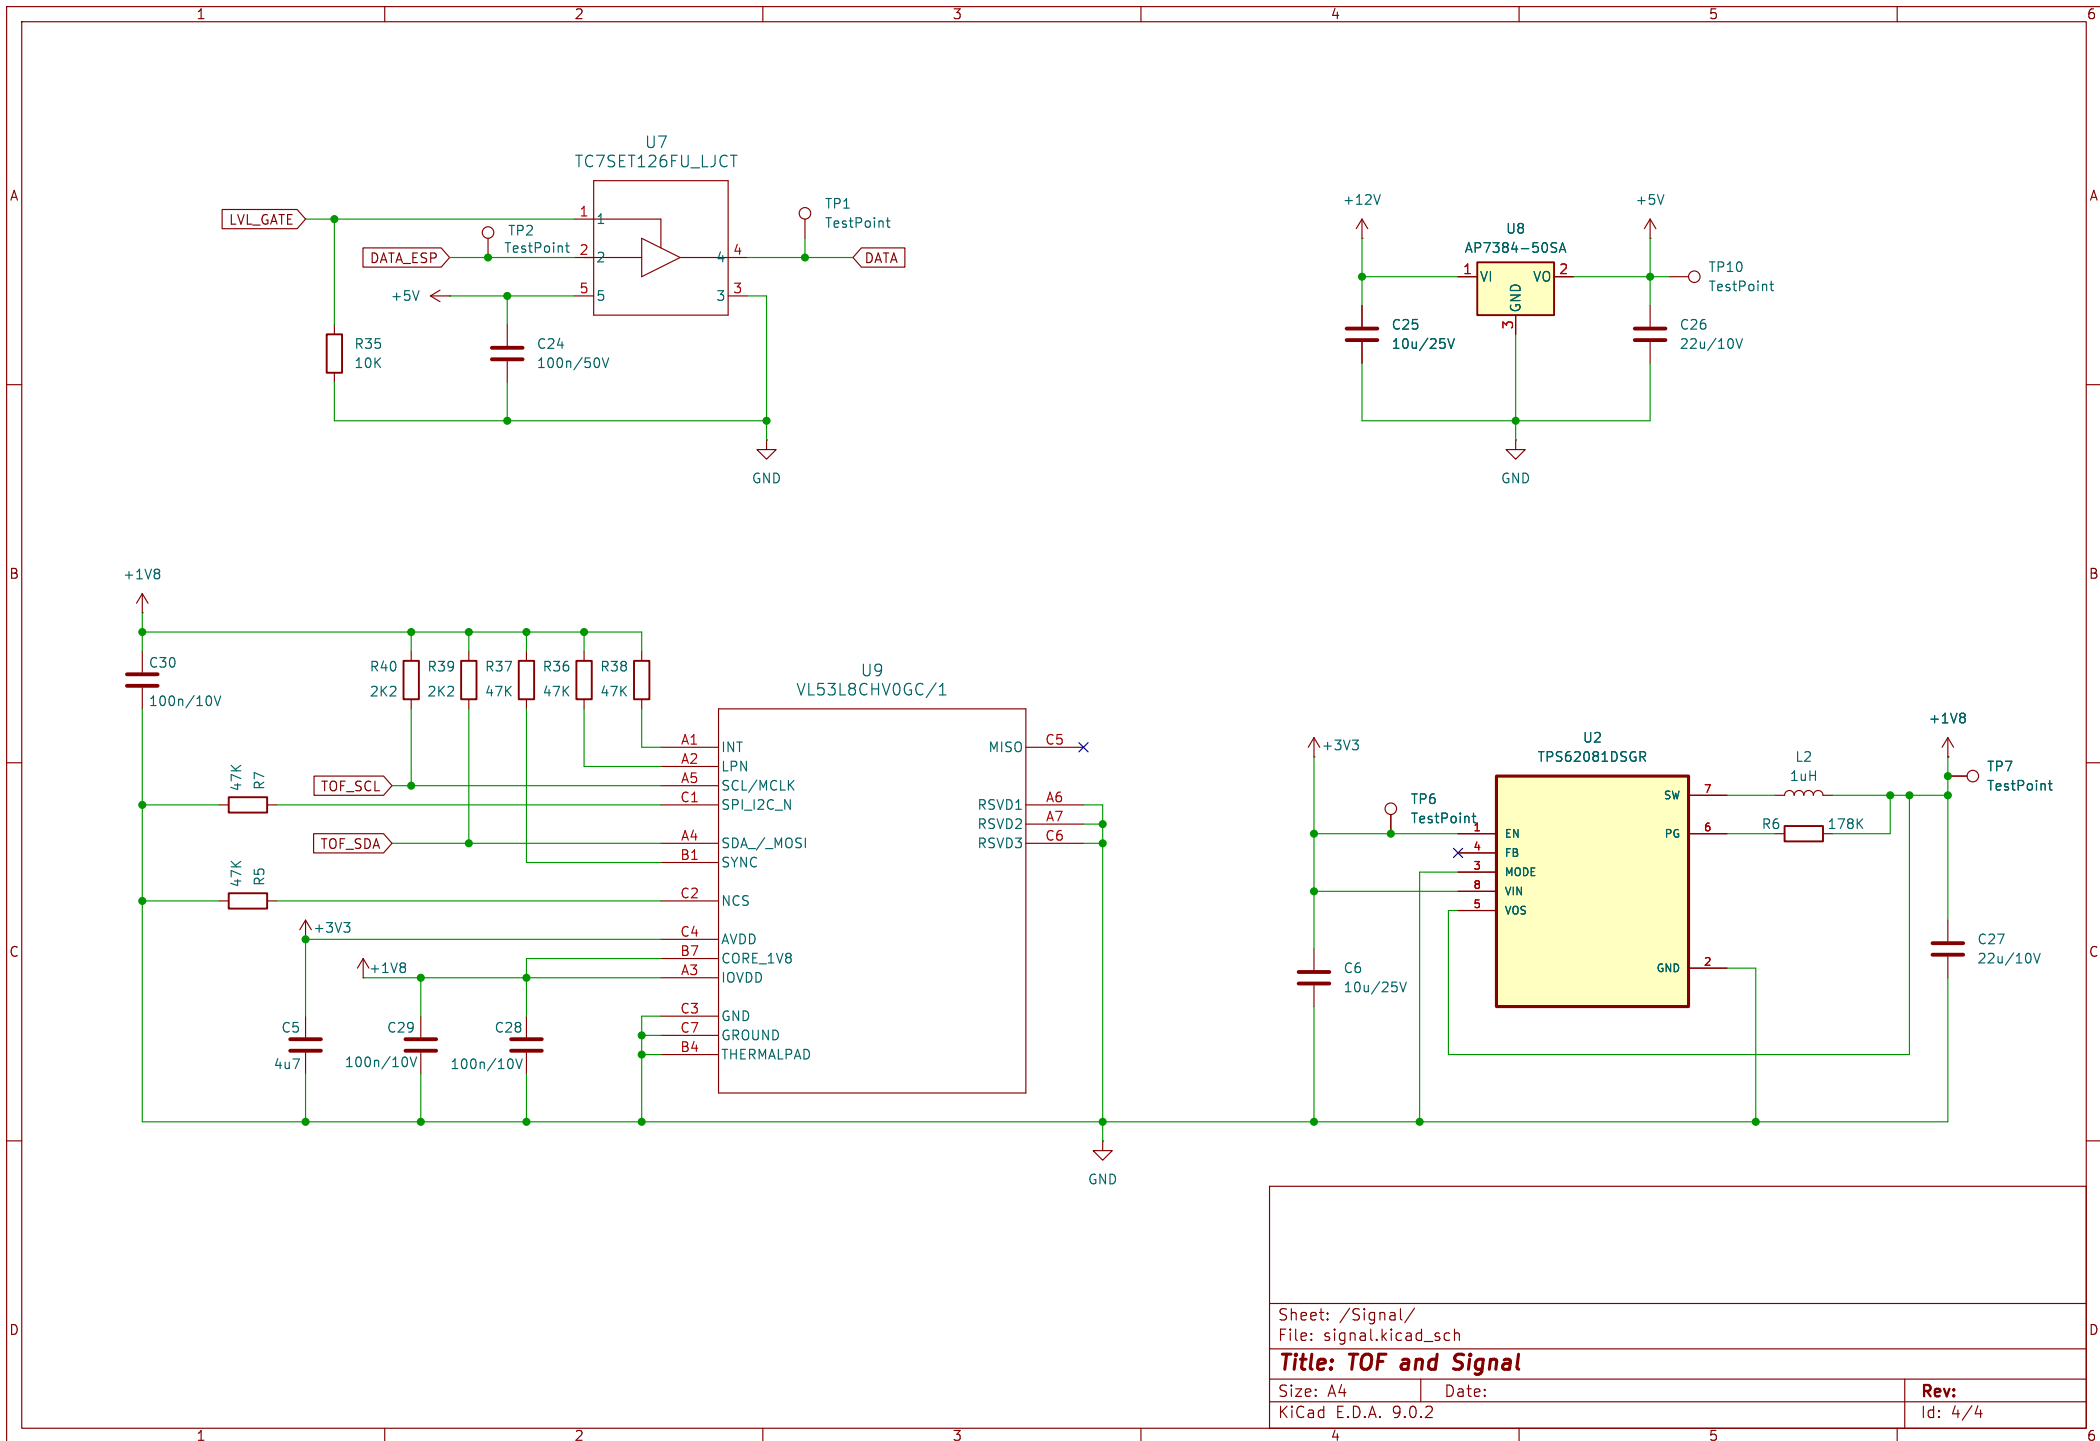 1 2 3 4 5 6
A A
B B
C C
D D
1 2 3 4 5 6
U7
TC7SET126FU_LJCT
LVL_GATE
1 1
TP2
TestPoint
DATA_ESP
2 2
+5V
5 5
4 4
3 3
TP1
TestPoint
DATA
R35
10K
C24
100n/50V
GND
+12V
+5V
U8
AP7384-50SA
1 VI
VO 2
GND
3
TP10
TestPoint
C25
10u/25V
C26
22u/10V
GND
+1V8
C30
100n/10V
R40
2K2
R39
2K2
R37
47K
R36
47K
R38
47K
U9
VL53L8CHV0GC/1
A1 INT
A2 LPN
TOF_SCL
A5 SCL/MCLK
47K
R7
C1 SPI_I2C_N
TOF_SDA
A4 SDA_/_MOSI
B1 SYNC
47K
R5
C2 NCS
+3V3
C4 AVDD
B7 CORE_1V8
+1V8
A3 IOVDD
C3 GND
C7 GROUND
B4 THERMALPAD
MISO C5
RSVD1 A6
RSVD2 A7
RSVD3 C6
C5
4u7
C29
100n/10V
C28
100n/10V
GND
+3V3
TP6
TestPoint
U2
TPS62081DSGR
1 EN
4 FB
3 MODE
8 VIN
5 VOS
SW 7
PG 6
GND 2
L2
1uH
R6 178K
+1V8
TP7
TestPoint
C6
10u/25V
C27
22u/10V
Sheet: /Signal/
File: signal.kicad_sch
Title: TOF and Signal
Size: A4 Date: Rev:
KiCad E.D.A. 9.0.2 Id: 4/4